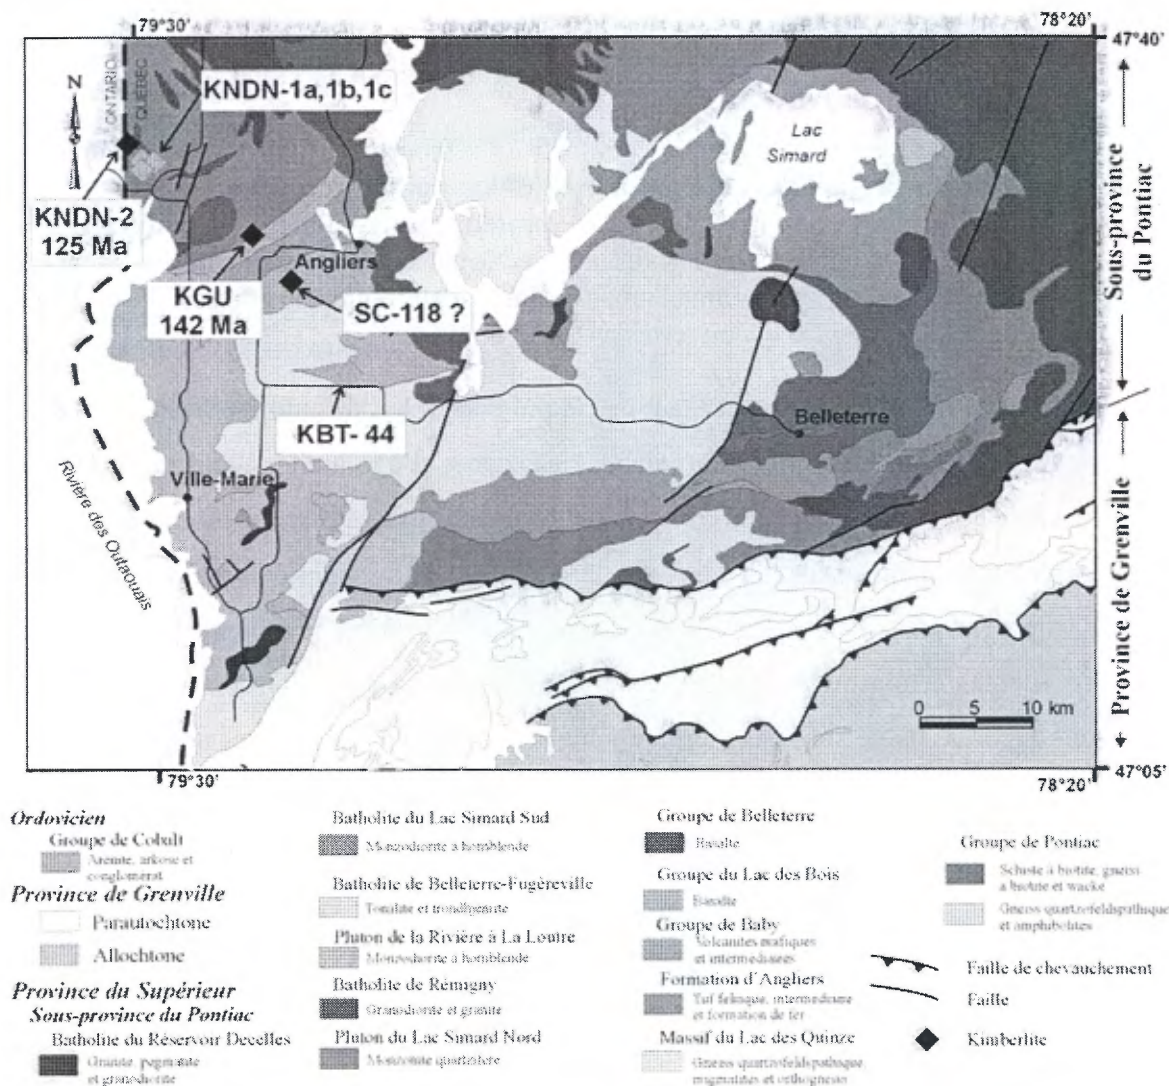 79°30'
78°20'
47°40'
ONTARIO
QUÉBEC
N
KNDN-1a,1b,1c
Lac
Simard
KNDN-2
125 Ma
Angliers
KGU
142 Ma
SC-118 ?
KBT- 44
Belleterre
Ville-Marie
Rivière des Outaouais
Sous-province
du Pontiac
Province de Grenville
0 5 10 km
79°30'
78°20'
47°05'
Ordovicien
Groupe de Cobalt
Arénite, arkose et
conglomérat
Province de Grenville
Parautochtone
Allochtone
Province du Supérieur
Sous-province du Pontiac
Batholite du Réservoir Decelles
Granite, pegmatite
et granodiorite
Batholite du Lac Simard Sud
Monzodiorite à hornblende
Batholite de Belleterre-Fugèreville
Tonalite et trondhjémite
Pluton de la Rivière à La Loutre
Monzodiorite à hornblende
Batholite de Rémigny
Granodiorite et granite
Pluton du Lac Simard Nord
Monzonite quartzifère
Groupe de Belleterre
Basalte
Groupe du Lac des Bois
Basalte
Groupe de Baby
Volcanites mafiques
et intermédiaires
Formation d'Angliers
Tuf felsique, intermédiaire
et formation de fer
Massif du Lac des Quinze
Gneiss quartzofeldspathique,
migmatites et orthogneiss
Groupe de Pontiac
Schiste à biotite, gneiss
à biotite et wacke
Gneiss quartzofeldspathique
et amphibolites
Faille de chevauchement
Faille
Kimberlite